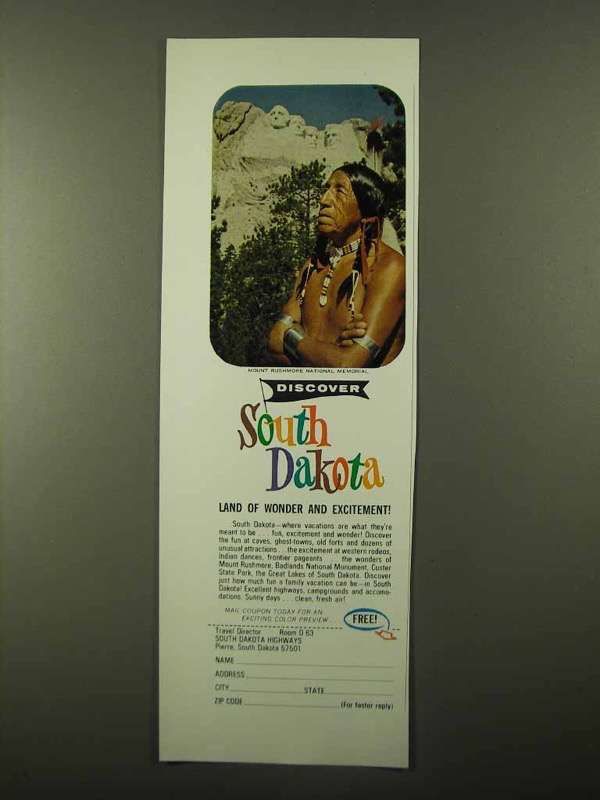 MOUNT RUSHMORE NATIONAL MEMORIAL
DISCOVER
South
Dakota
LAND OF WONDER AND EXCITEMENT!
South Dakota—where vacations are what they're
meant to be . . . fun, excitement and wonder! Discover
the fun at caves, ghost-towns, old forts and dozens of
unusual attractions . . . the excitement at western rodeos,
Indian dances, frontier pageants . . . the wonders of
Mount Rushmore, Badlands National Monument, Custer
State Park, the Great Lakes of South Dakota. Discover
just how much fun a family vacation can be—in South
Dakota! Excellent highways, campgrounds and accomo-
dations. Sunny days . . . clean, fresh air!
MAIL COUPON TODAY FOR AN
EXCITING COLOR PREVIEW . . .
FREE!
Travel Director Room D 63
SOUTH DAKOTA HIGHWAYS
Pierre, South Dakota 57501
NAME
ADDRESS
CITY STATE
ZIP CODE (For faster reply)